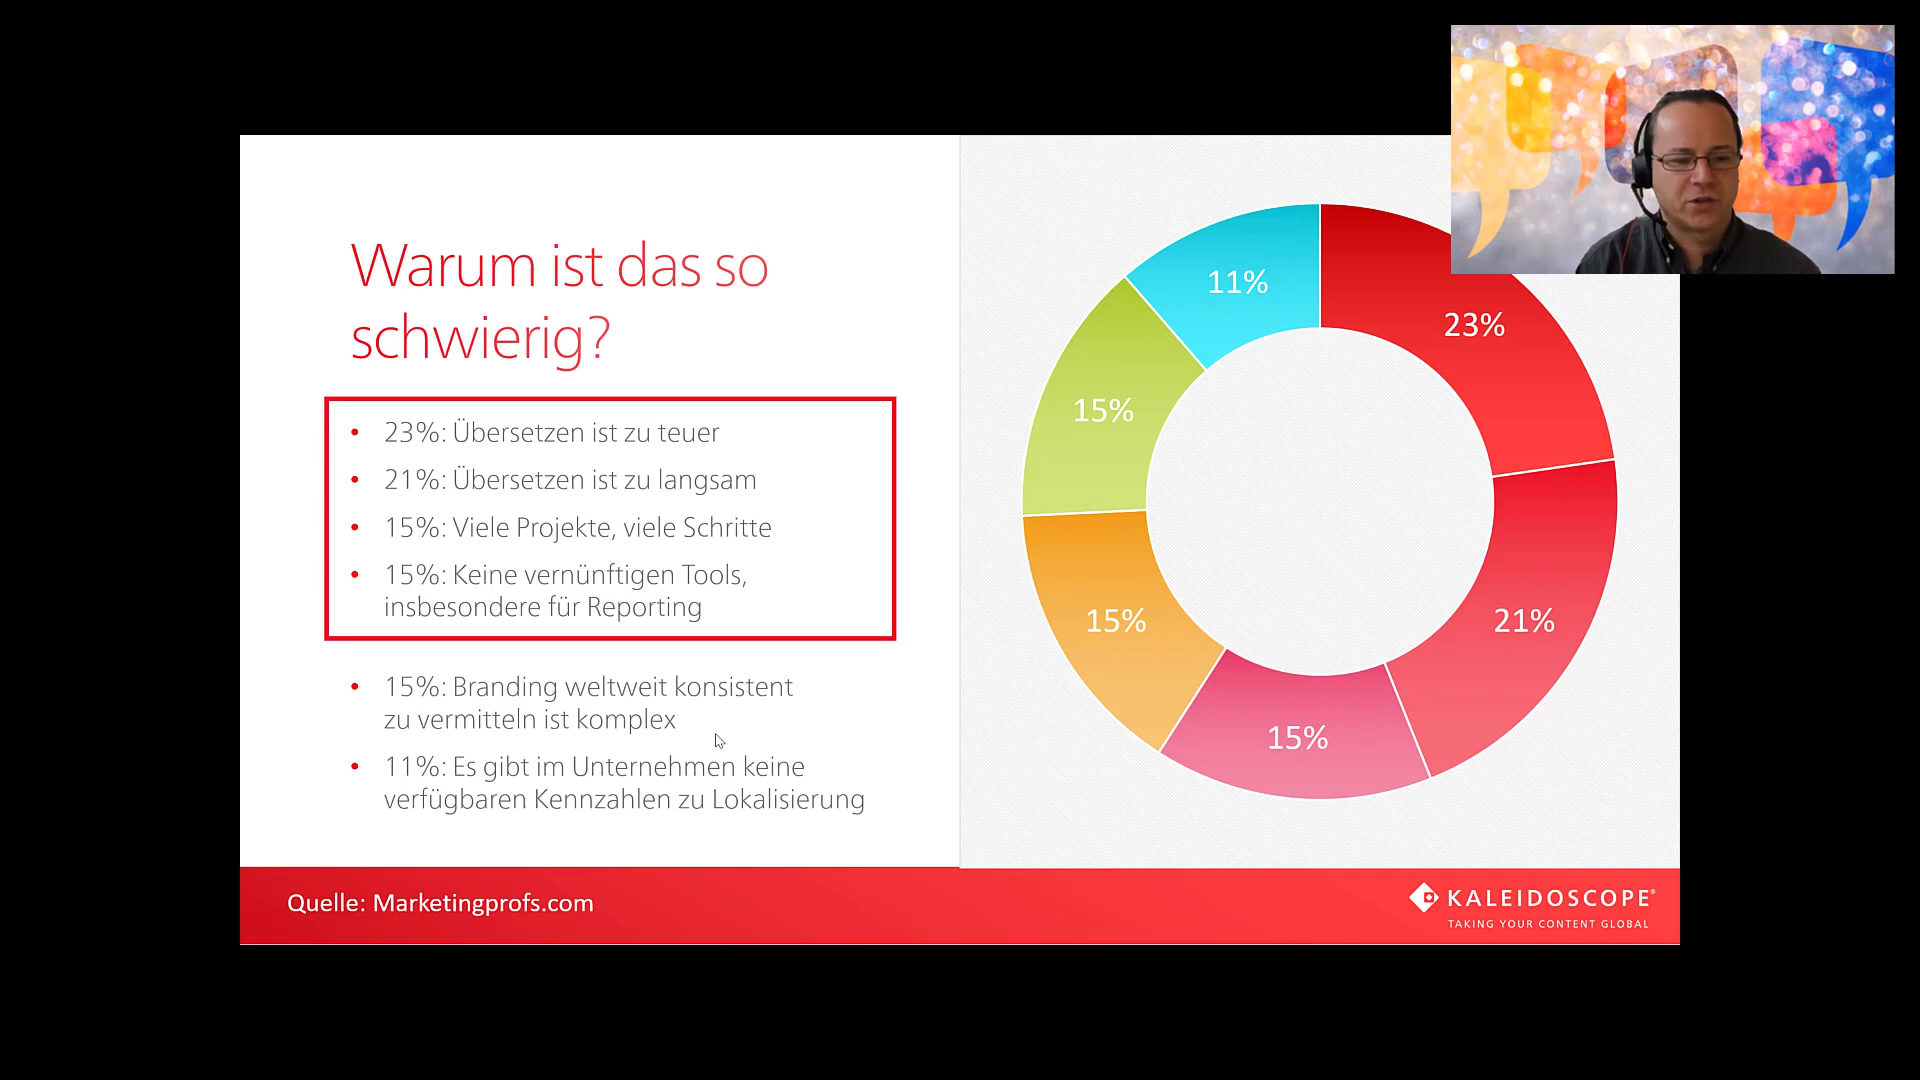 Warum ist das so
schwierig?
• 23%: Übersetzen ist zu teuer
• 21%: Übersetzen ist zu langsam
• 15%: Viele Projekte, viele Schritte
• 15%: Keine vernünftigen Tools,
insbesondere für Reporting
• 15%: Branding weltweit konsistent
zu vermitteln ist komplex
• 11%: Es gibt im Unternehmen keine
verfügbaren Kennzahlen zu Lokalisierung
11%
23%
15%
15%
21%
15%
Quelle: Marketingprofs.com
KALEIDOSCOPE®
TAKING YOUR CONTENT GLOBAL